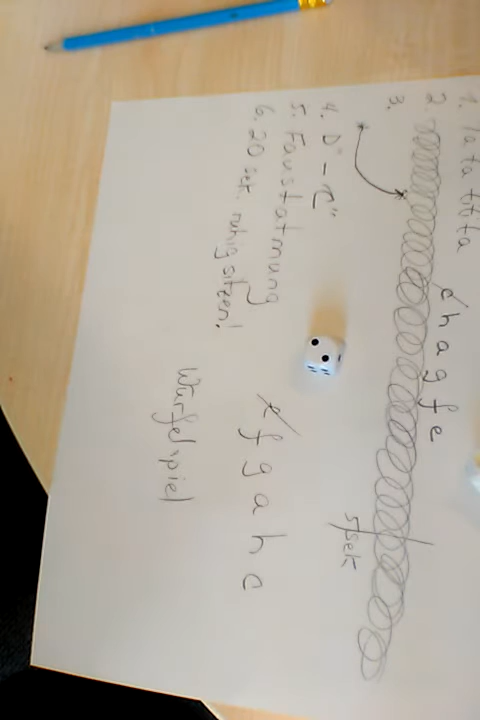 1. Ta ta ti ti ta
2.
c h a g f e
3.
5 sek
4. D" - T"
5. Faustatmung
6. 20 sek. ruhig sitzen!
e f g a h c
Würfelspiel